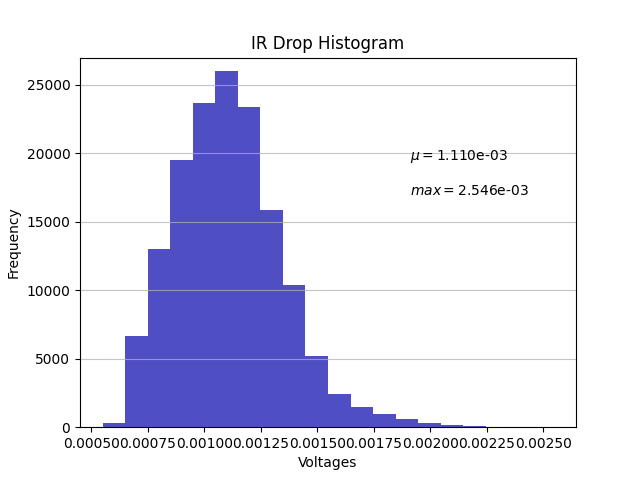 IR Drop Histogram
25000
20000
15000
10000
5000
0
Frequency
μ = 1.110e-03
max = 2.546e-03
0.00050 0.00075 0.00100 0.00125 0.00150 0.00175 0.00200 0.00225 0.00250
Voltages